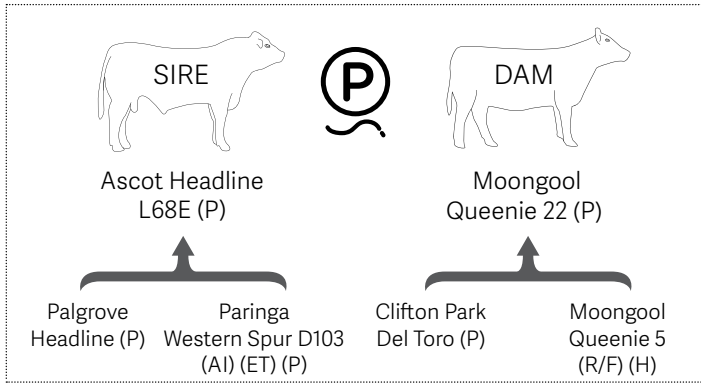 SIRE
P
DAM
Ascot Headline
L68E (P)
Moongool
Queenie 22 (P)
Palgrove
Headline (P)
Paringa
Western Spur D103
(AI) (ET) (P)
Clifton Park
Del Toro (P)
Moongool
Queenie 5
(R/F) (H)